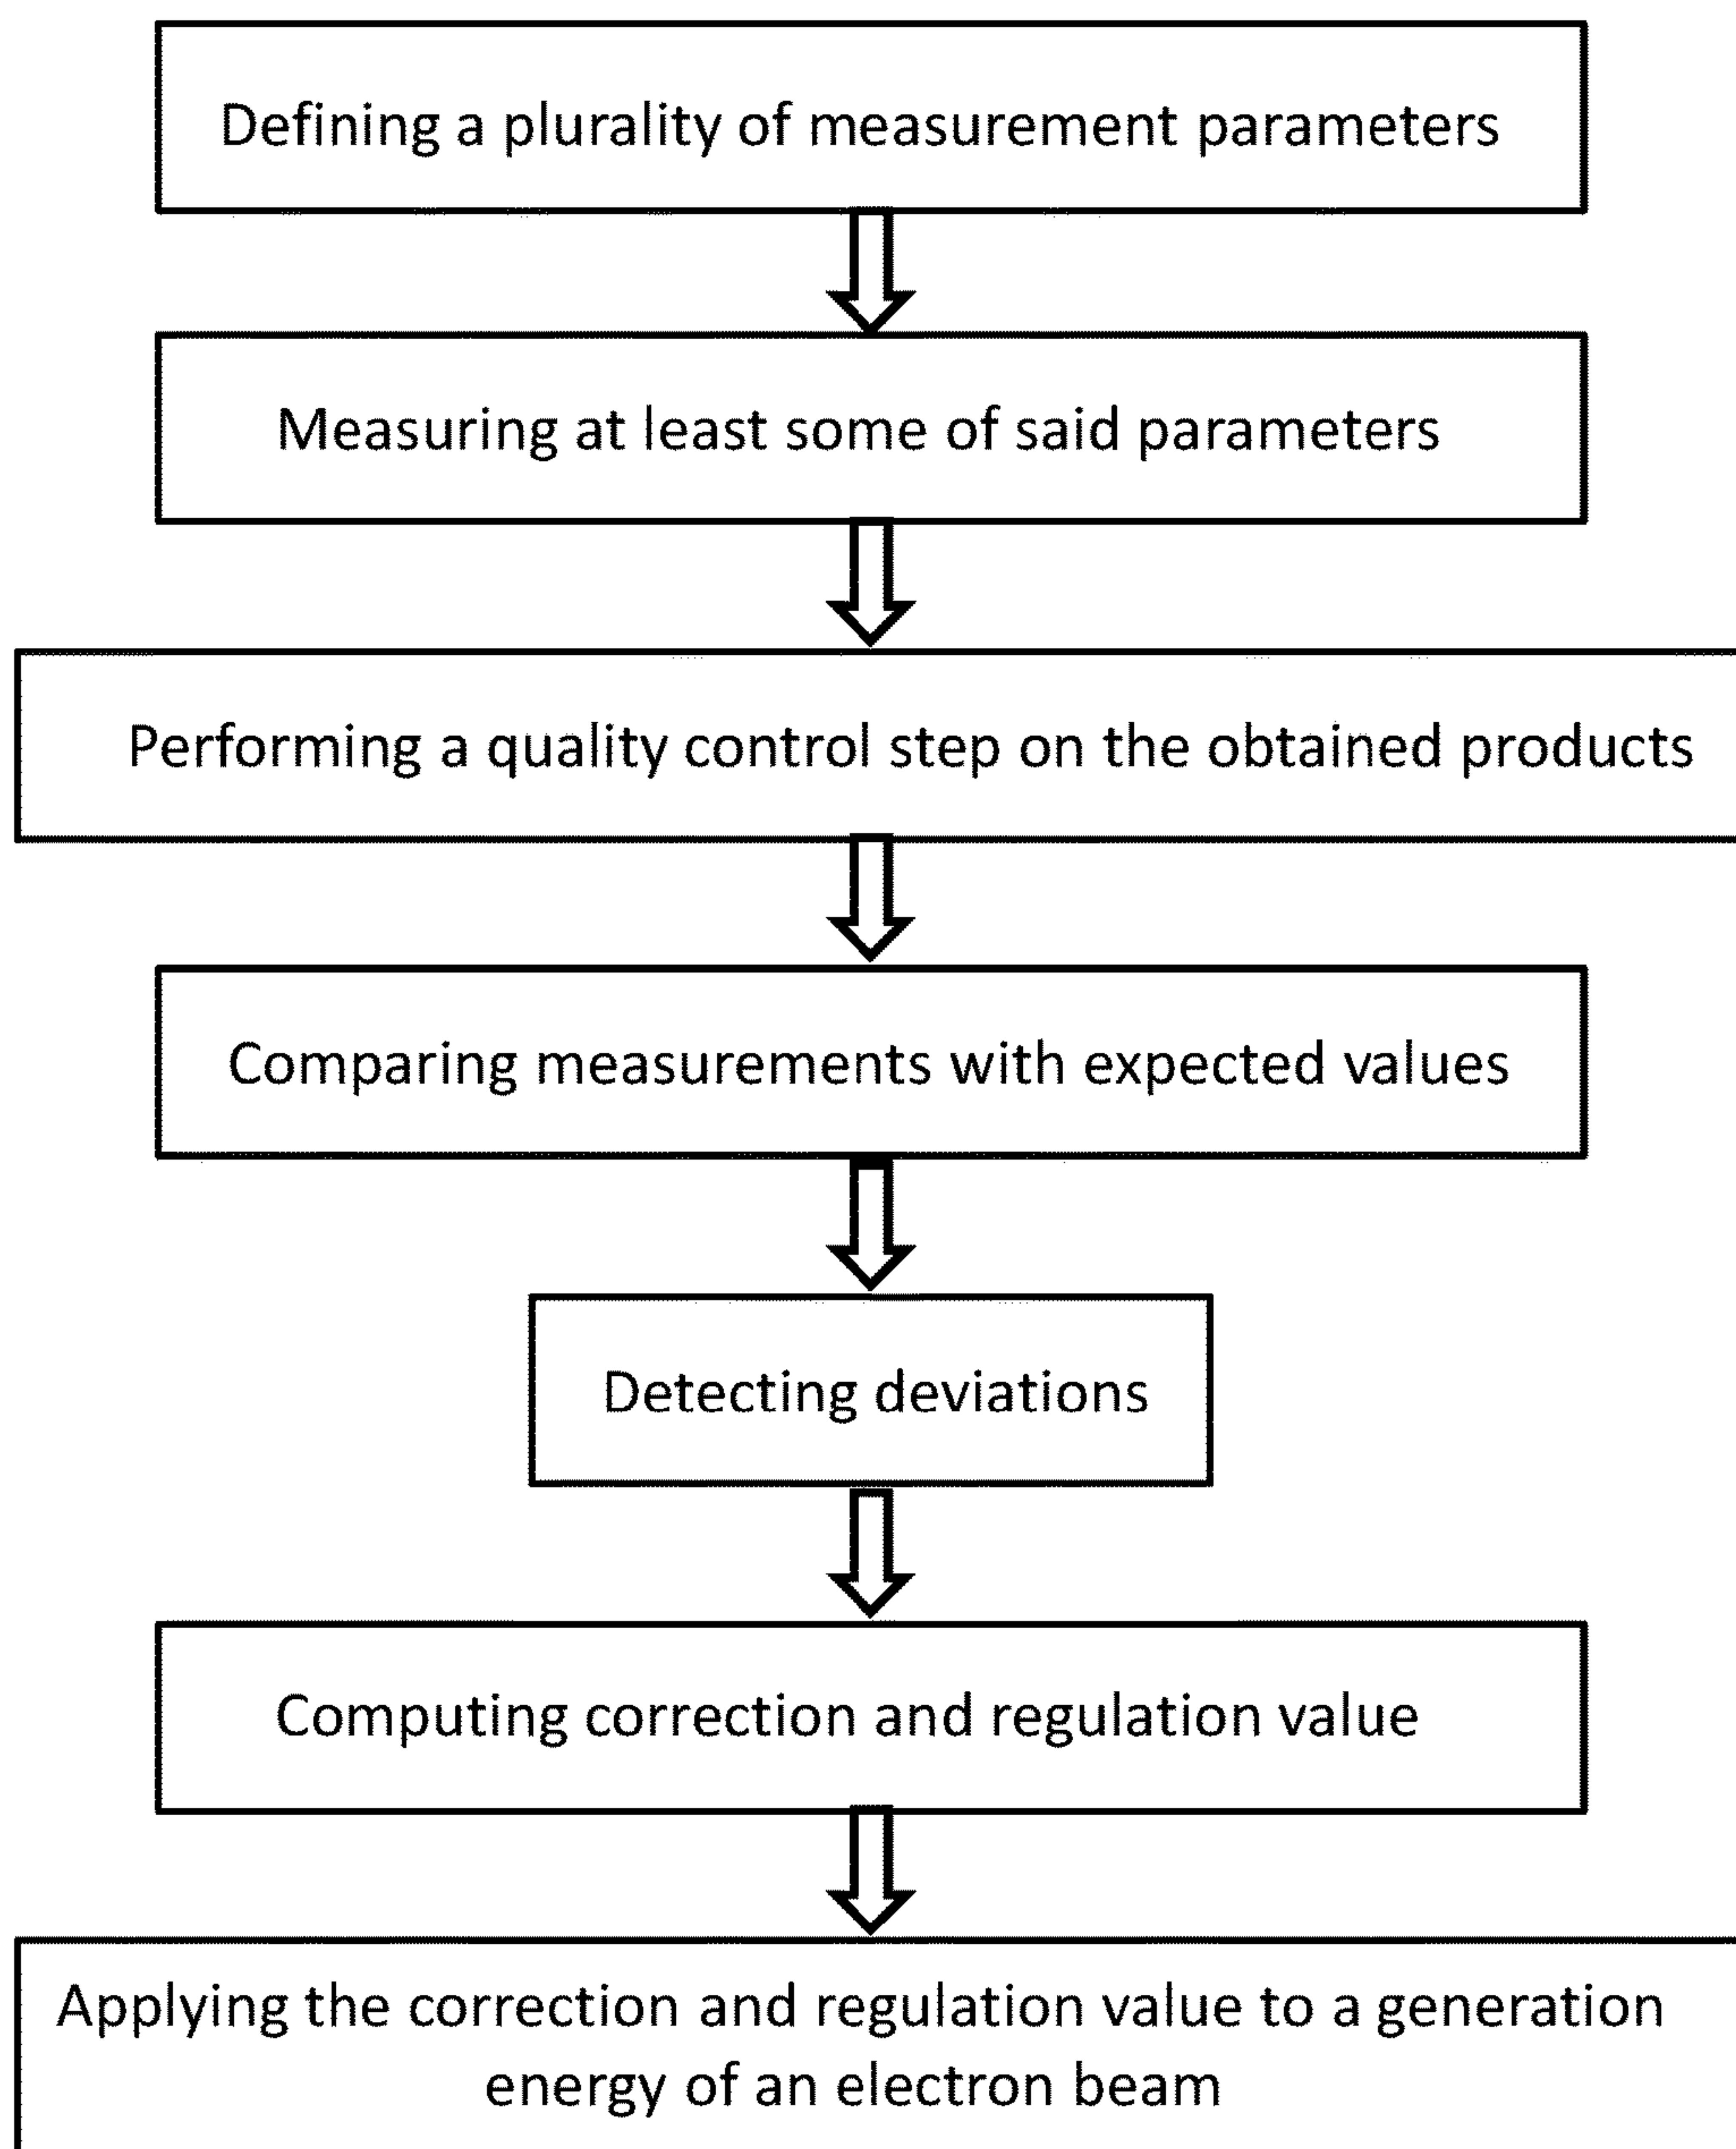 Defining a plurality of measurement parameters
Measuring at least some of said parameters
Performing a quality control step on the obtained products
Comparing measurements with expected values
Detecting deviations
Computing correction and regulation value
Applying the correction and regulation value to a generation
energy of an electron beam